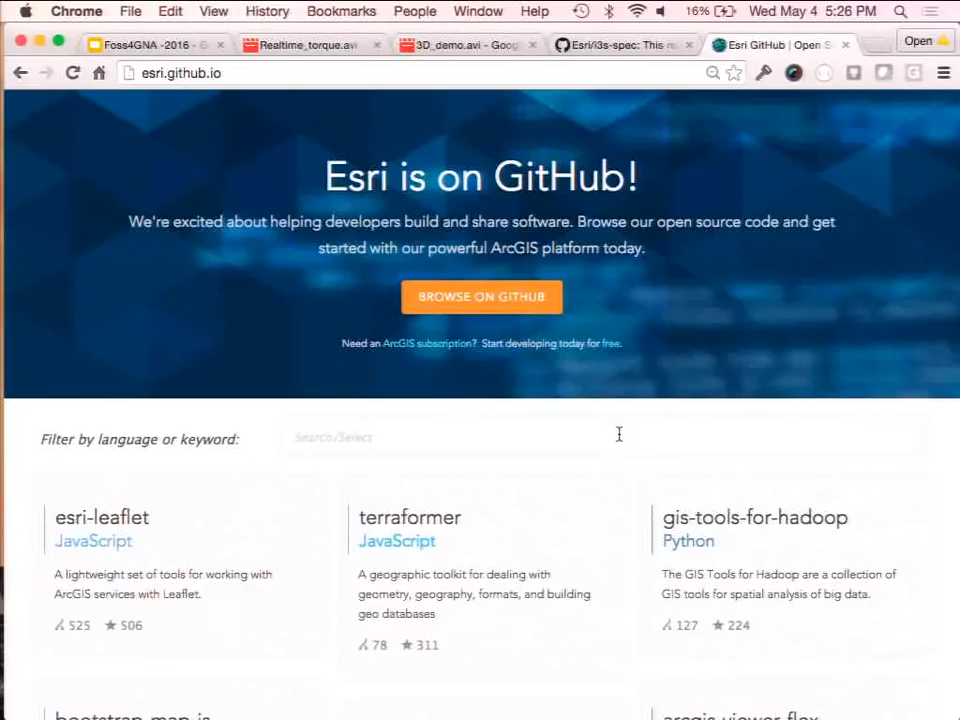 Chrome File Edit View History Bookmarks People Window Help 16% Wed May 4 5:26 PM
Foss4GNA -2016 - G Realtime_torque.avi 3D_demo.avi - Goog Esri/i3s-spec: This re Esri GitHub | Open S Open
esri.github.io
Esri is on GitHub!
We're excited about helping developers build and share software. Browse our open source code and get
started with our powerful ArcGIS platform today.
BROWSE ON GITHUB
Need an ArcGIS subscription? Start developing today for free.
Filter by language or keyword: Search/Select
esri-leaflet terraformer gis-tools-for-hadoop
JavaScript JavaScript Python
A lightweight set of tools for working with
ArcGIS services with Leaflet.
525 506
A geographic toolkit for dealing with
geometry, geography, formats, and building
geo databases
78 311
The GIS Tools for Hadoop are a collection of
GIS tools for spatial analysis of big data.
127 224